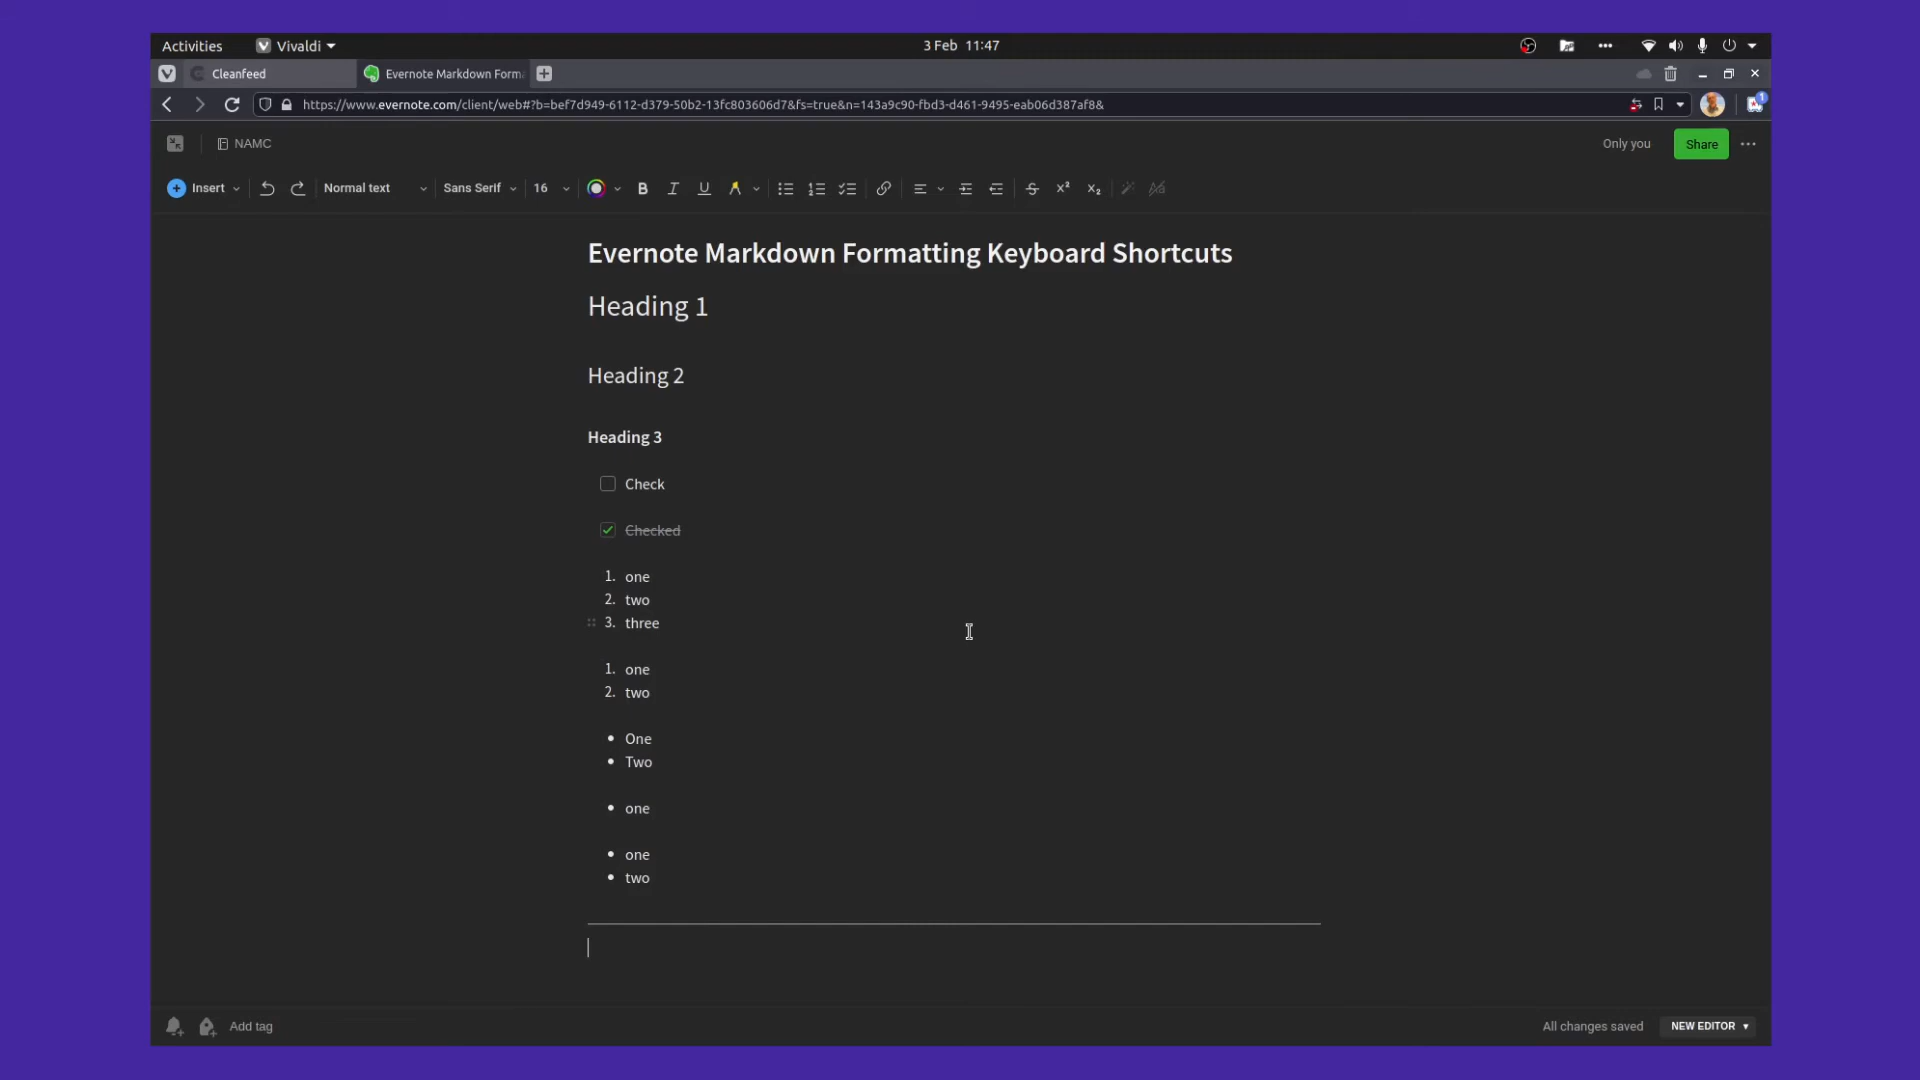 Activities
Vivaldi
3 Feb 11:47
Cleanfeed
Evernote Markdown Form
https://www.evernote.com/client/web#?b=bef7d949-6112-d379-50b2-13fc803606d7&fs=true&n=143a9c90-fbd3-d461-9495-eab06d387af8&
1
NAMC
Only you
Share
Insert
Normal text
Sans Serif
16
B I U
Evernote Markdown Formatting Keyboard Shortcuts
Heading 1
Heading 2
Heading 3
Check
Checked
1. one
2. two
3. three
1. one
2. two
• One
• Two
• one
• one
• two
Add tag
All changes saved
NEW EDITOR